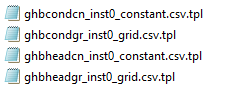 ghbcondcn_inst0_constant.csv.tpl
ghbcondgr_inst0_grid.csv.tpl
ghbheadcn_inst0_constant.csv.tpl
ghbheadgr_inst0_grid.csv.tpl